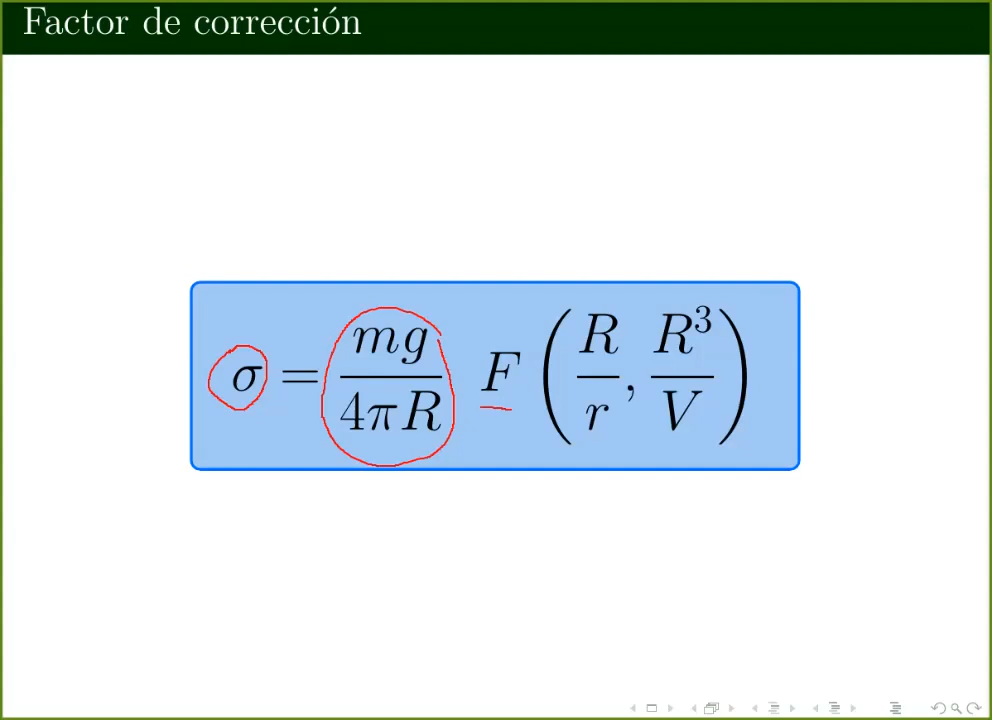 Factor de corrección
σ = mg/4πR F (R/r, R³/V)